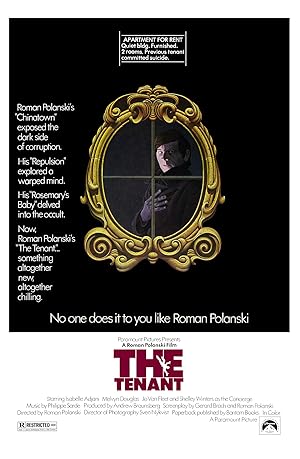 APARTMENT FOR RENT
Quiet bldg. Furnished.
2 rooms. Previous tenant
committed suicide.
Roman Polanski's
"Chinatown"
exposed the
dark side
of corruption.
His "Repulsion"
explored a
warped mind.
His "Rosemary's
Baby" delved
into the occult.
Now,
Roman Polanski's
"The Tenant"...
something
altogether
new,
altogether
chilling.
No one does it to you like Roman Polanski
Paramount Pictures Presents
A Roman Polanski Film
THE
TENANT
Starring Isabelle Adjani Melvyn Douglas Jo Van Fleet and Shelley Winters as the Concierge
Music by Philippe Sarde Produced by Andrew Braunsberg Screenplay by Gerard Brach and Roman Polanski
Directed by Roman Polanski Director of Photography Sven Nykvist Paperback published by Bantam Books In Color
A Paramount Picture
R RESTRICTED